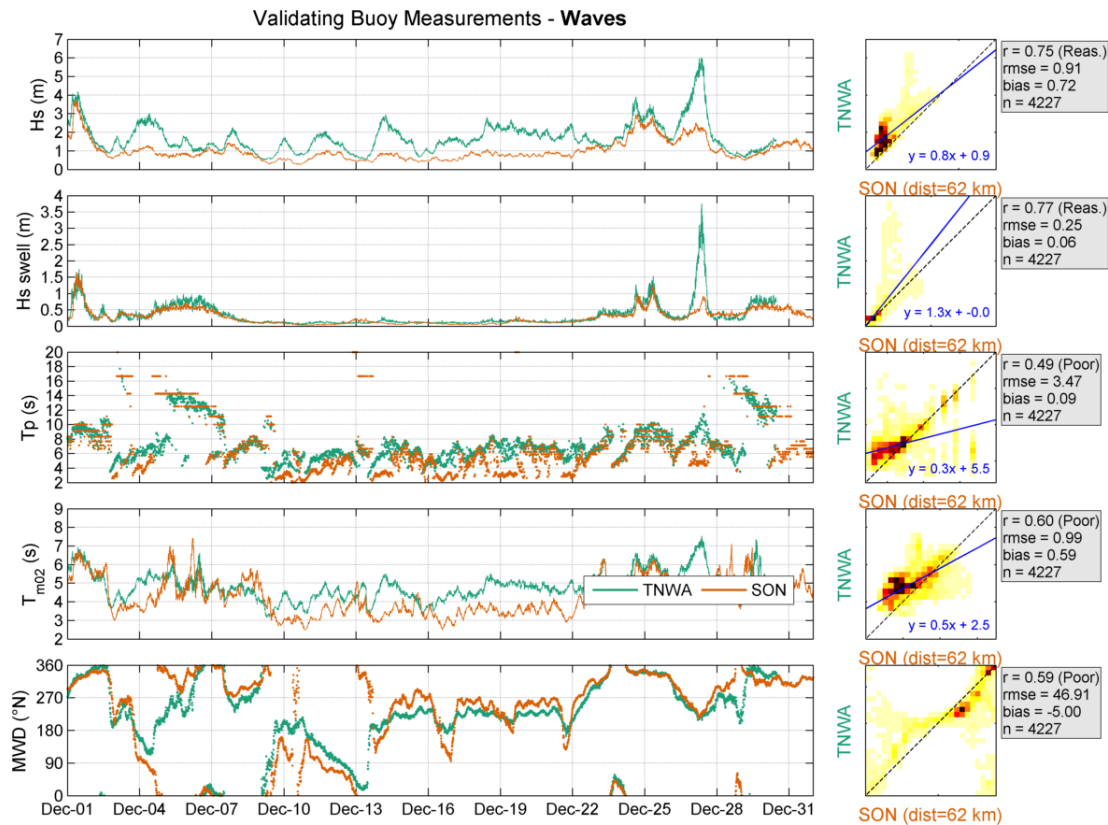 Validating Buoy Measurements - Waves
7
6
5
4
3
2
1
0
Hs (m)
TNWA
y = 0.8x + 0.9
SON (dist=62 km)
r = 0.75 (Reas.)
rmse = 0.91
bias = 0.72
n = 4227
4
3.5
3
2.5
2
1.5
1
0.5
0
Hs swell (m)
TNWA
y = 1.3x + -0.0
SON (dist=62 km)
r = 0.77 (Reas.)
rmse = 0.25
bias = 0.06
n = 4227
20
18
16
14
12
10
8
6
4
2
Tp (s)
TNWA
y = 0.3x + 5.5
SON (dist=62 km)
r = 0.49 (Poor)
rmse = 3.47
bias = 0.09
n = 4227
9
8
7
6
5
4
3
2
Tm02 (s)
TNWA SON
TNWA
y = 0.5x + 2.5
SON (dist=62 km)
r = 0.60 (Poor)
rmse = 0.99
bias = 0.59
n = 4227
360
270
180
90
0
MWD (°N)
Dec-01 Dec-04 Dec-07 Dec-10 Dec-13 Dec-16 Dec-19 Dec-22 Dec-25 Dec-28 Dec-31
TNWA
SON (dist=62 km)
r = 0.59 (Poor)
rmse = 46.91
bias = -5.00
n = 4227